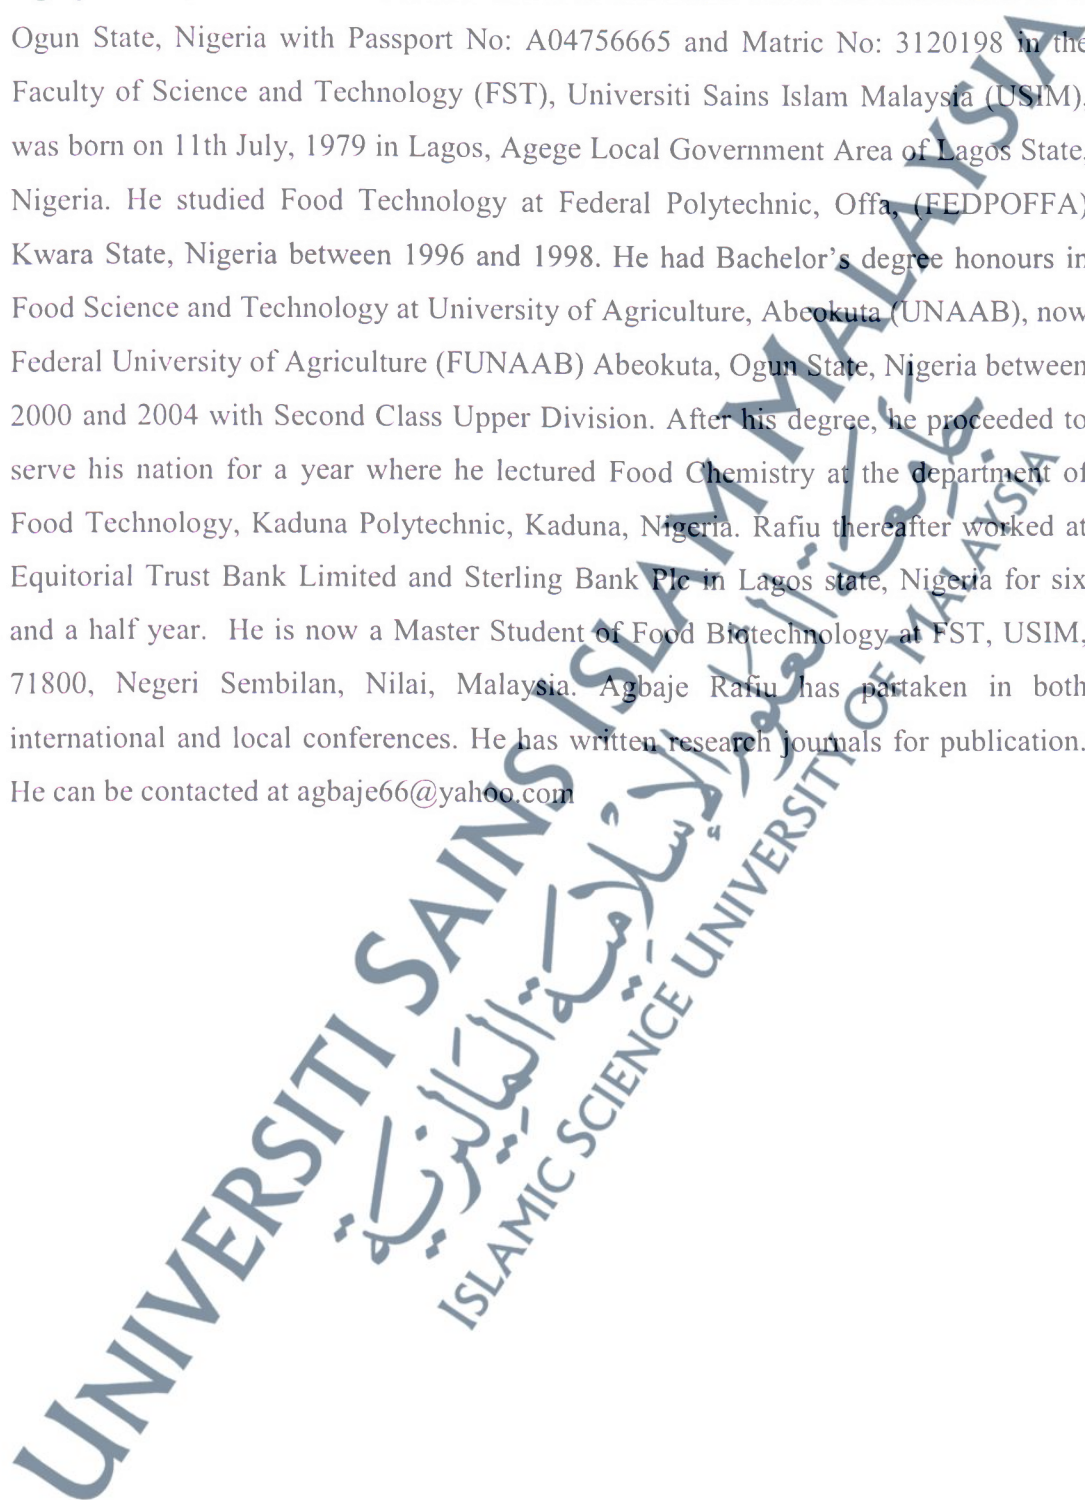 Ogun State, Nigeria with Passport No: A04756665 and Matric No: 3120198 in the
Faculty of Science and Technology (FST), Universiti Sains Islam Malaysia (USIM),
was born on 11th July, 1979 in Lagos, Agege Local Government Area of Lagos State,
Nigeria. He studied Food Technology at Federal Polytechnic, Offa, (FEDPOFFA)
Kwara State, Nigeria between 1996 and 1998. He had Bachelor’s degree honours in
Food Science and Technology at University of Agriculture, Abeokuta (UNAAB), now
Federal University of Agriculture (FUNAAB) Abeokuta, Ogun State, Nigeria between
2000 and 2004 with Second Class Upper Division. After his degree, he proceeded to
serve his nation for a year where he lectured Food Chemistry at the department of
Food Technology, Kaduna Polytechnic, Kaduna, Nigeria. Rafiu thereafter worked at
Equitorial Trust Bank Limited and Sterling Bank Plc in Lagos state, Nigeria for six
and a half year. He is now a Master Student of Food Biotechnology at FST, USIM,
71800, Negeri Sembilan, Nilai, Malaysia. Agbaje Rafiu has partaken in both
international and local conferences. He has written research journals for publication.
He can be contacted at agbaje66@yahoo.com
UNIVERSITI SAINS ISLAM MALAYSIA
جامعة العلوم الإسلامية الماليزية
ISLAMIC SCIENCE UNIVERSITY OF MALAYSIA